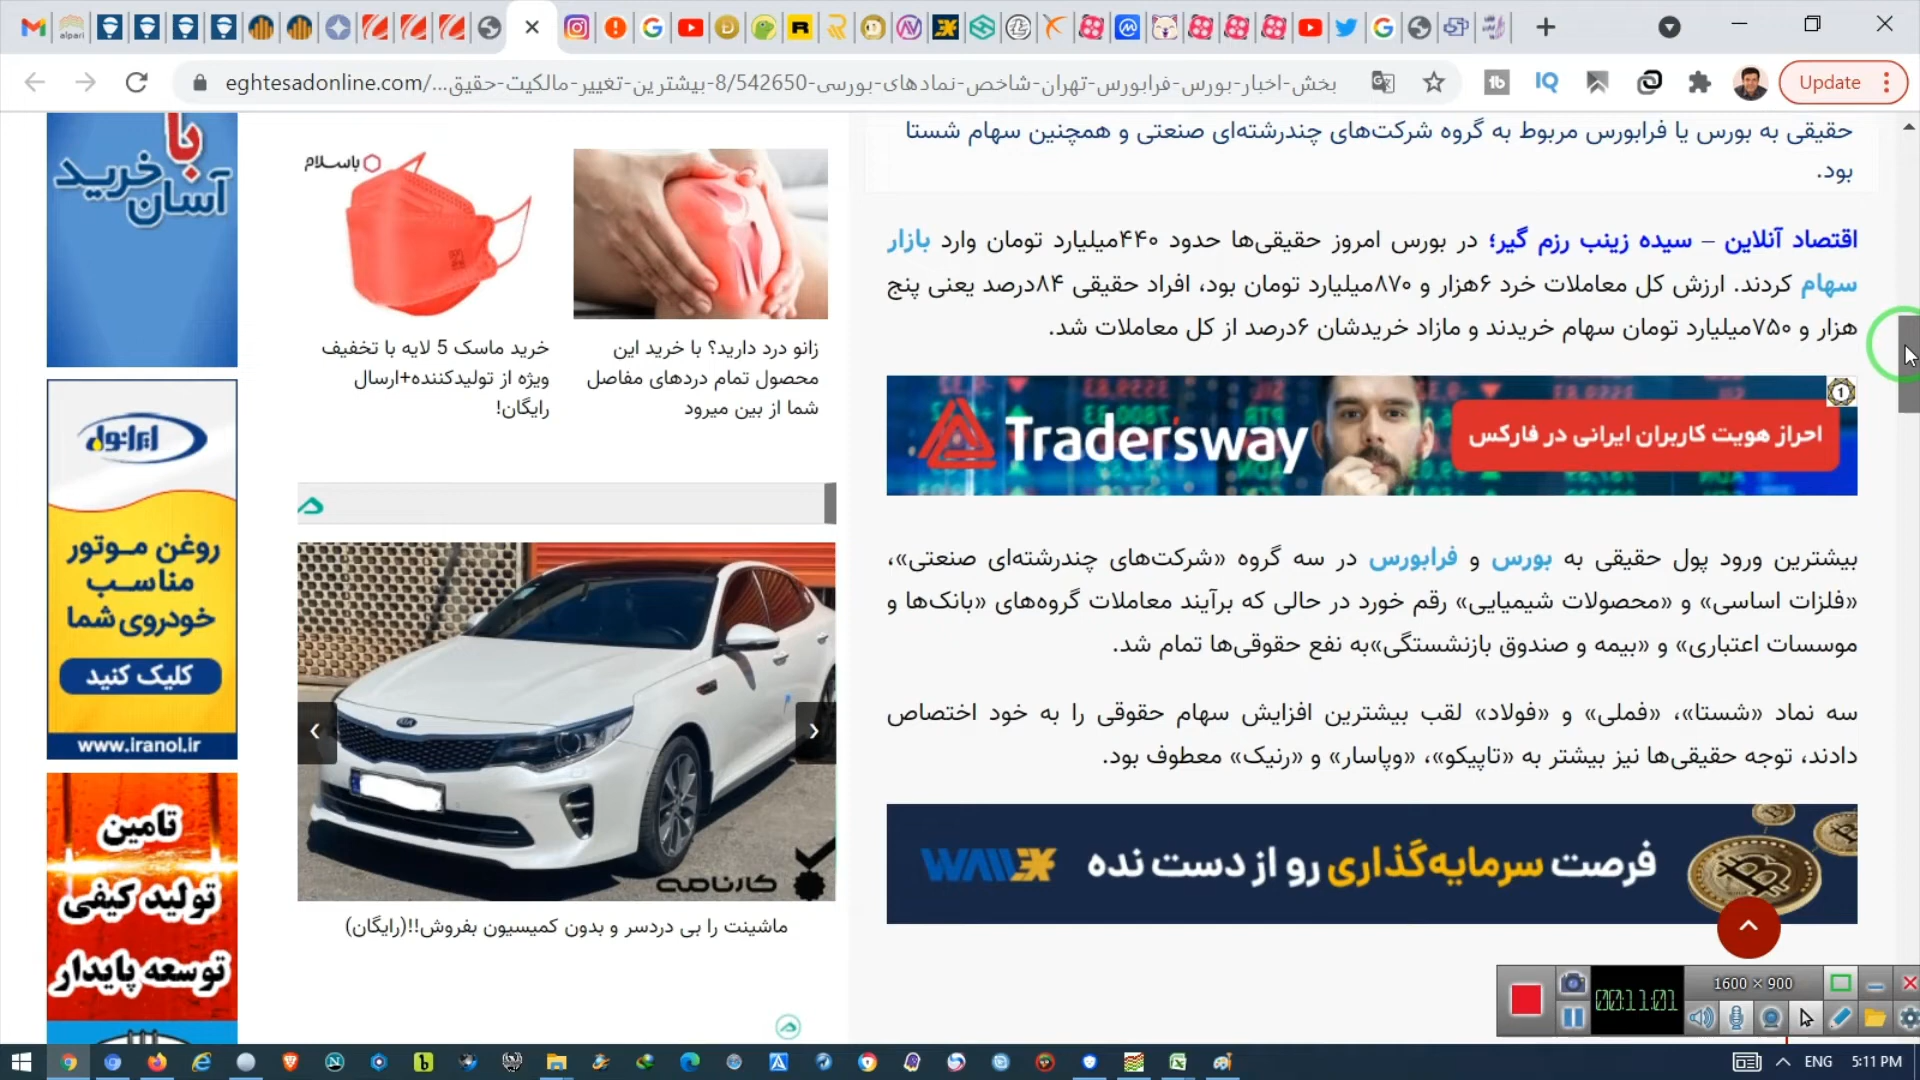 alpari
eghtesadonline.com/...بخش-اخبار-بورس-فرابورس-تهران-شاخص-نمادهای-بورسی-8/542650-بیشترین-تغییر-مالکیت-حقیق
Update
حقیقی به بورس یا فرابورس مربوط به گروه شرکت‌های چندرشته‌ای صنعتی و همچنین سهام شستا
بود.
اقتصاد آنلاین – سیده زینب رزم گیر؛ در بورس امروز حقیقی‌ها حدود ۴۴۰میلیارد تومان وارد بازار
سهام کردند. ارزش کل معاملات خرد ۶هزار و ۸۷۰میلیارد تومان بود، افراد حقیقی ۸۴درصد یعنی پنج
هزار و ۷۵۰میلیارد تومان سهام خریدند و مازاد خریدشان ۶درصد از کل معاملات شد.
Tradersway
احراز هویت کاربران ایرانی در فارکس
بیشترین ورود پول حقیقی به بورس و فرابورس در سه گروه «شرکت‌های چندرشته‌ای صنعتی»،
«فلزات اساسی» و «محصولات شیمیایی» رقم خورد در حالی که برآیند معاملات گروه‌های «بانک‌ها و
موسسات اعتباری» و «بیمه و صندوق بازنشستگی»به نفع حقوقی‌ها تمام شد.
سه نماد «شستا»، «فملی» و «فولاد» لقب بیشترین افزایش سهام حقوقی را به خود اختصاص
دادند، توجه حقیقی‌ها نیز بیشتر به «تاپیکو»، «وپاسار» و «رنیک» معطوف بود.
WALLEX
فرصت سرمایه‌گذاری رو از دست نده
باسلام
زانو درد دارید؟ با خرید این
محصول تمام دردهای مفاصل
شما از بین میرود
خرید ماسک 5 لایه با تخفیف
ویژه از تولیدکننده+ارسال
رایگان!
KIA
کارنامه
ماشینت را بی دردسر و بدون کمیسیون بفروش!!(رایگان)
با
خرید
آسان
ایرانول
روغن موتور
مناسب
خودروی شما
کلیک کنید
www.iranol.ir
تامین
تولید کیفی
توسعه پایدار
1600 × 900
00:11:01
ENG
5:11 PM